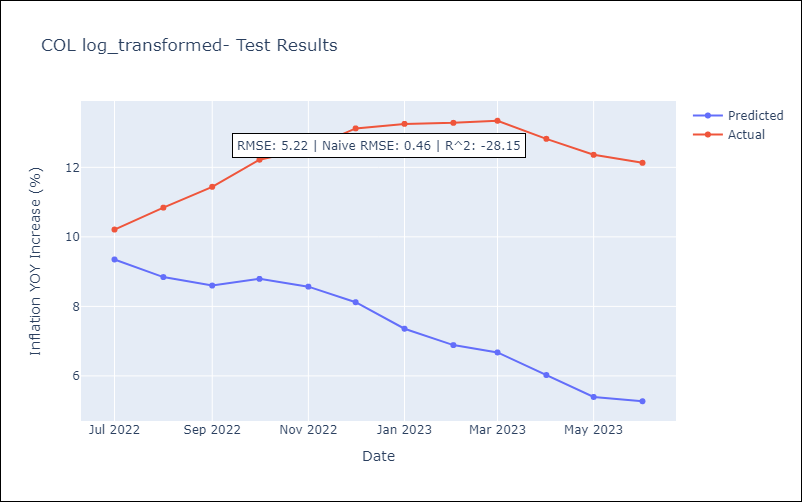 COL log_transformed- Test Results
Predicted
Actual
RMSE: 5.22 | Naive RMSE: 0.46 | R^2: -28.15
Inflation YOY Increase (%)
12
10
8
6
Jul 2022
Sep 2022
Nov 2022
Jan 2023
Mar 2023
May 2023
Date